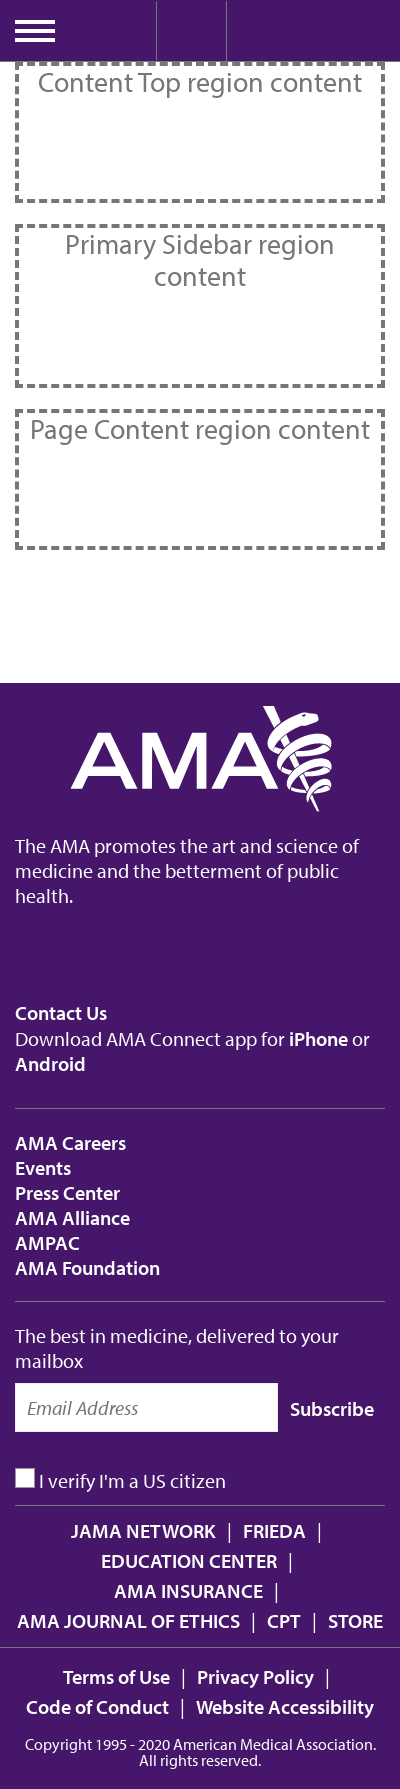 Content Top region content
Primary Sidebar region
content
Page Content region content
AMA
The AMA promotes the art and science of
medicine and the betterment of public
health.
Contact Us
Download AMA Connect app for iPhone or
Android
AMA Careers
Events
Press Center
AMA Alliance
AMPAC
AMA Foundation
The best in medicine, delivered to your
mailbox
Email Address Subscribe
I verify I'm a US citizen
JAMA NETWORK | FRIEDA |
EDUCATION CENTER |
AMA INSURANCE |
AMA JOURNAL OF ETHICS | CPT | STORE
Terms of Use | Privacy Policy |
Code of Conduct | Website Accessibility
Copyright 1995 - 2020 American Medical Association.
All rights reserved.